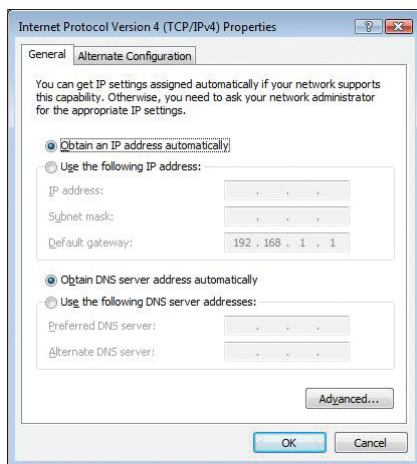 Internet Protocol Version 4 (TCP/IPv4) Properties
General Alternate Configuration
You can get IP settings assigned automatically if your network supports
this capability. Otherwise, you need to ask your network administrator
for the appropriate IP settings.
Obtain an IP address automatically
Use the following IP address:
IP address: . . .
Subnet mask: . . .
Default gateway: 192 . 168 . 1 . 1
Obtain DNS server address automatically
Use the following DNS server addresses:
Preferred DNS server: . . .
Alternate DNS server: . . .
Advanced...
OK Cancel